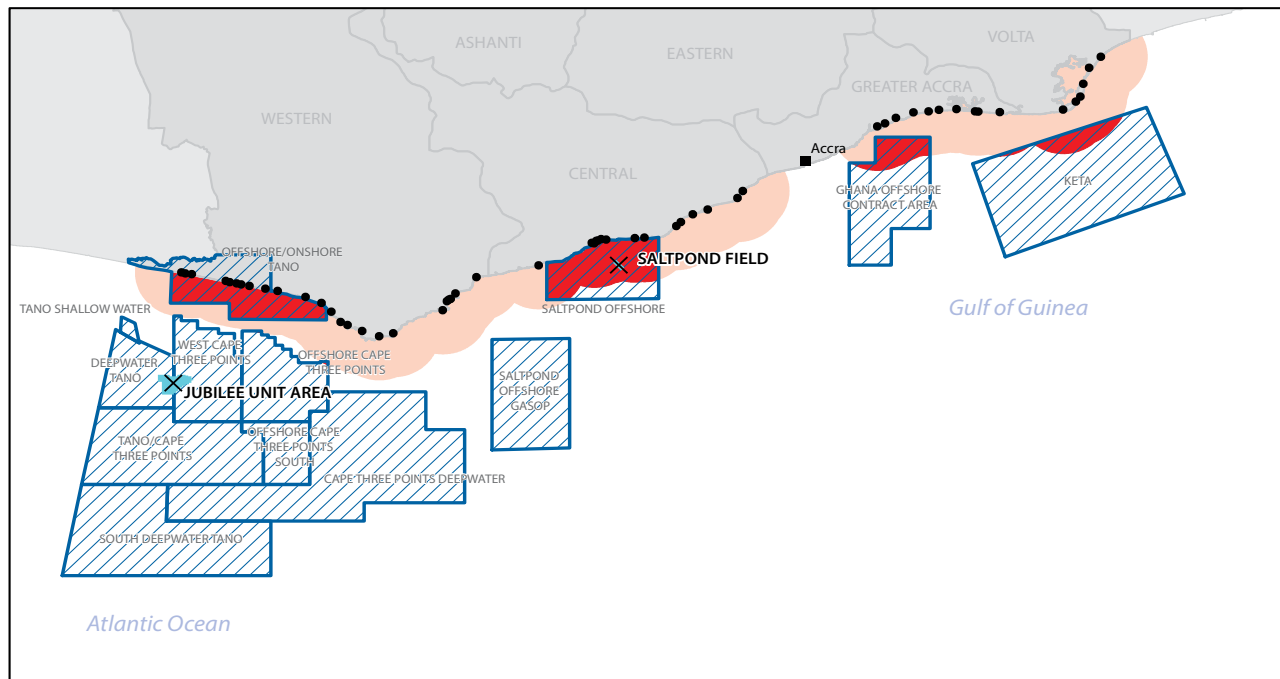 VOLTA
ASHANTI
EASTERN
GREATER ACCRA
WESTERN
Accra
CENTRAL
KETA
GHANA OFFSHORE
CONTRACT AREA
OFFSHORE/ONSHORE
TANO
SALTPOND FIELD
TANO SHALLOW WATER
SALTPOND OFFSHORE
Gulf of Guinea
WEST CAPE
THREE POINTS
OFFSHORE CAPE
THREE POINTS
DEEPWATER
TANO
JUBILEE UNIT AREA
SALTPOND
OFFSHORE
GASOP
TANO/CAPE
THREE POINTS
OFFSHORE CAPE
THREE POINTS
SOUTH
CAPE THREE POINTS DEEPWATER
SOUTH DEEPWATER TANO
Atlantic Ocean